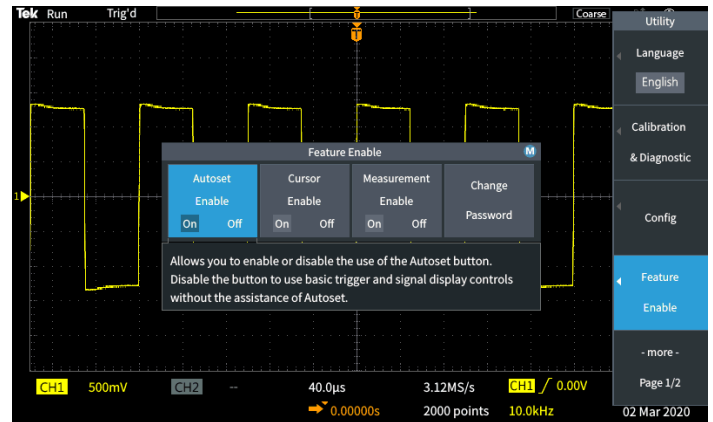 Tek Run Trig'd Coarse
T
Utility
Language
English
Calibration
& Diagnostic
Config
Feature
Enable
- more -
Page 1/2
Feature Enable M
Autoset Cursor Measurement Change
Enable Enable Enable Password
On Off On Off On Off
Allows you to enable or disable the use of the Autoset button.
Disable the button to use basic trigger and signal display controls
without the assistance of Autoset.
1
CH1 500mV CH2 -- 40.0µs 3.12MS/s CH1 / 0.00V
0.00000s 2000 points 10.0kHz 02 Mar 2020